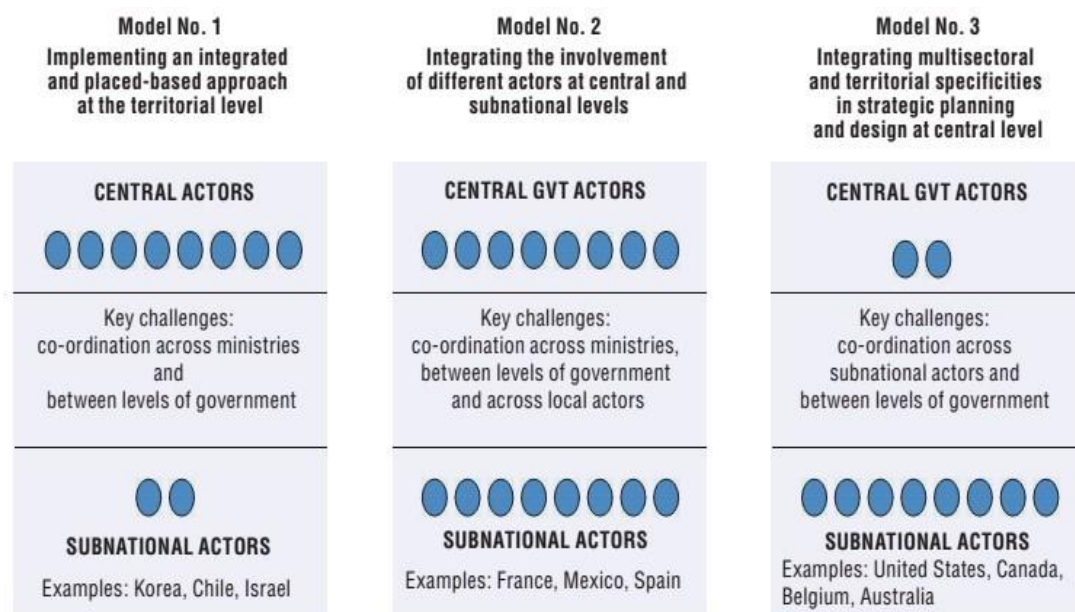 Model No. 1
Implementing an integrated
and placed-based approach
at the territorial level
CENTRAL ACTORS
Key challenges:
co-ordination across ministries
and
between levels of government
SUBNATIONAL ACTORS
Examples: Korea, Chile, Israel
Model No. 2
Integrating the involvement
of different actors at central and
subnational levels
CENTRAL GVT ACTORS
Key challenges:
co-ordination across ministries,
between levels of government
and across local actors
SUBNATIONAL ACTORS
Examples: France, Mexico, Spain
Model No. 3
Integrating multisectoral
and territorial specificities
in strategic planning
and design at central level
CENTRAL GVT ACTORS
Key challenges:
co-ordination across
subnational actors and
between levels of government
SUBNATIONAL ACTORS
Examples: United States, Canada,
Belgium, Australia